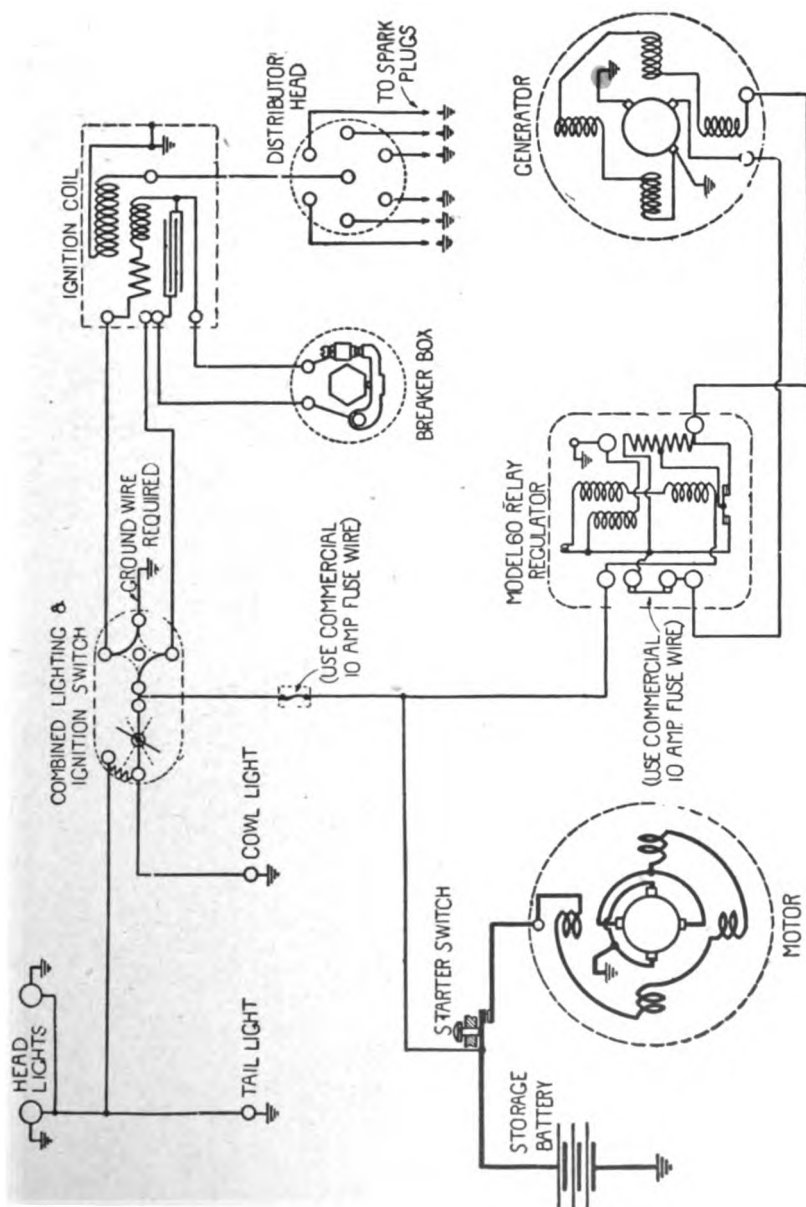 HEAD
LIGHTS
COMBINED LIGHTING &
IGNITION SWITCH
IGNITION COIL
GROUND WIRE
REQUIRED
TAIL LIGHT
COWL LIGHT
DISTRIBUTOR
HEAD
(USE COMMERCIAL
10 AMP FUSE WIRE)
BREAKER BOX
TO SPARK
PLUGS
STARTER SWITCH
STORAGE
BATTERY
MODEL 60 RELAY
REGULATOR
GENERATOR
(USE COMMERCIAL
10 AMP. FUSE WIRE)
MOTOR